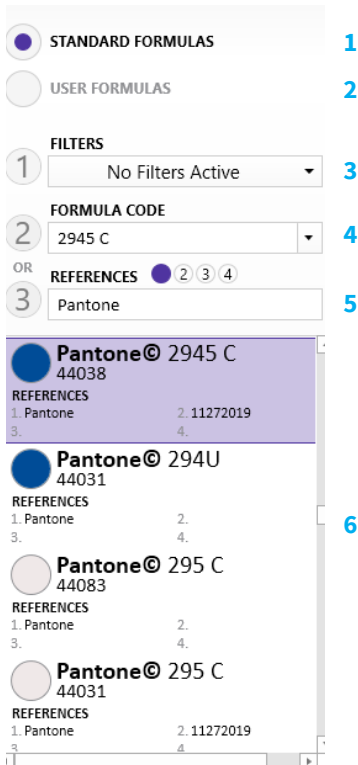 STANDARD FORMULAS 1
USER FORMULAS 2
FILTERS
1 No Filters Active 3
FORMULA CODE
2 2945 C 4
OR REFERENCES 2 3 4
3 Pantone 5
Pantone© 2945 C
44038
REFERENCES
1. Pantone 2. 11272019
3. 4.
Pantone© 294U
44031
REFERENCES 6
1. Pantone 2.
3. 4.
Pantone© 295 C
44083
REFERENCES
1. Pantone 2.
3. 4.
Pantone© 295 C
44031
REFERENCES
1. Pantone 2. 11272019
3 4